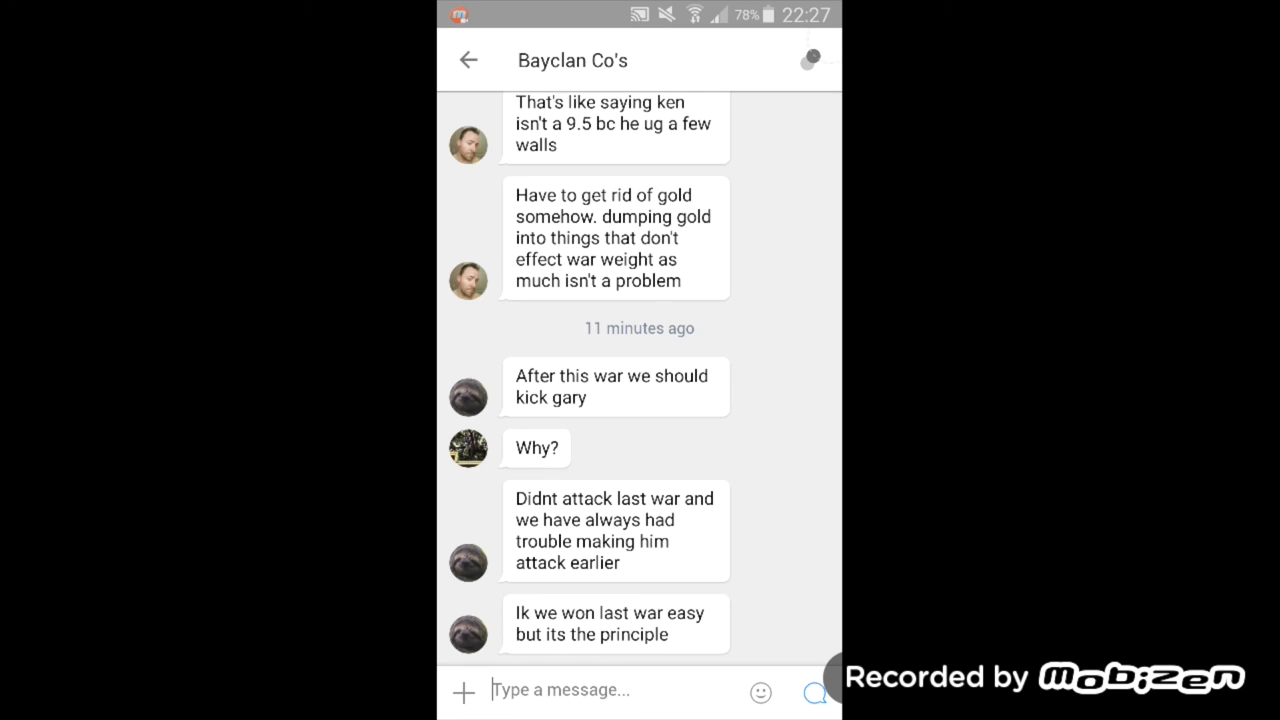 78% 22:27
Bayclan Co's
That's like saying ken
isn't a 9.5 bc he ug a few
walls
Have to get rid of gold
somehow. dumping gold
into things that don't
effect war weight as
much isn't a problem
11 minutes ago
After this war we should
kick gary
Why?
Didnt attack last war and
we have always had
trouble making him
attack earlier
Ik we won last war easy
but its the principle
Type a message...
Recorded by mobizen